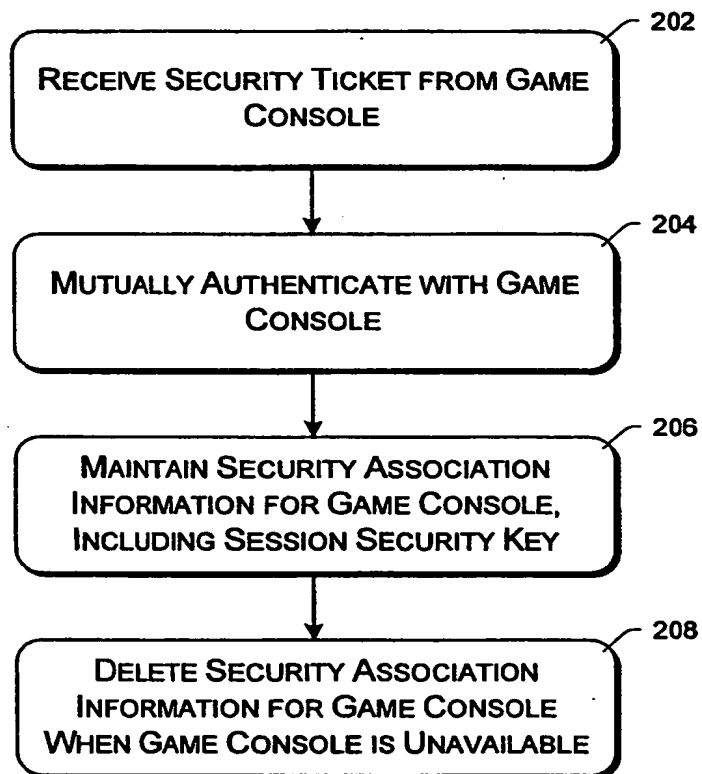 202
RECEIVE SECURITY TICKET FROM GAME
CONSOLE
204
MUTUALLY AUTHENTICATE WITH GAME
CONSOLE
206
MAINTAIN SECURITY ASSOCIATION
INFORMATION FOR GAME CONSOLE,
INCLUDING SESSION SECURITY KEY
208
DELETE SECURITY ASSOCIATION
INFORMATION FOR GAME CONSOLE
WHEN GAME CONSOLE IS UNAVAILABLE